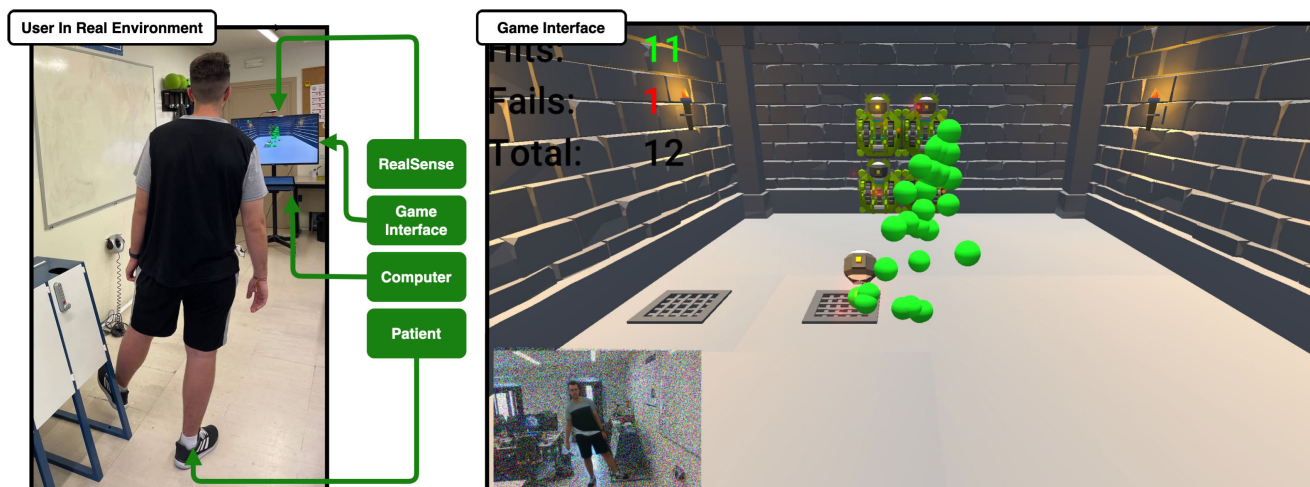 User In Real Environment
RealSense
Game
Interface
Computer
Patient
Game Interface
Hits: 11
Fails: 1
Total: 12